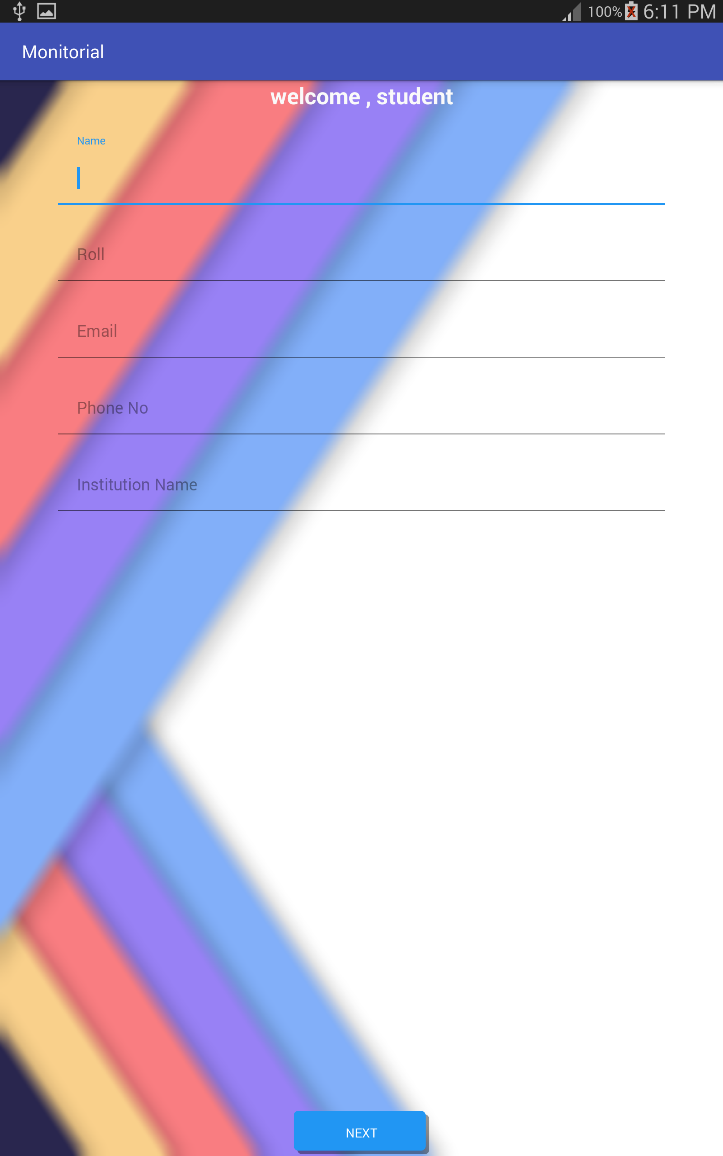 100% 6:11 PM
Monitorial
welcome , student
Name
Roll
Email
Phone No
Institution Name
NEXT